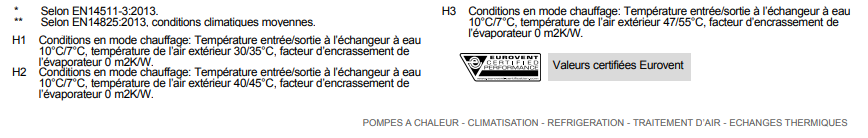 * Selon EN14511-3:2013.
** Selon EN14825:2013, conditions climatiques moyennes.
H1 Conditions en mode chauffage: Température entrée/sortie à l'échangeur à eau
10°C/7°C, température de l'air extérieur 30/35°C, facteur d'encrassement de
l'évaporateur 0 m2K/W.
H2 Conditions en mode chauffage: Température entrée/sortie à l'échangeur à eau
10°C/7°C, température de l'air extérieur 40/45°C, facteur d'encrassement de
l'évaporateur 0 m2K/W.
H3 Conditions en mode chauffage: Température entrée/sortie à l'échangeur à eau
10°C/7°C, température de l'air extérieur 47/55°C, facteur d'encrassement de
l'évaporateur 0 m2K/W.
EUROVENT
CERTIFIED
PERFORMANCE
Valeurs certifiées Eurovent
POMPES A CHALEUR - CLIMATISATION - REFRIGERATION - TRAITEMENT D'AIR - ECHANGES THERMIQUES